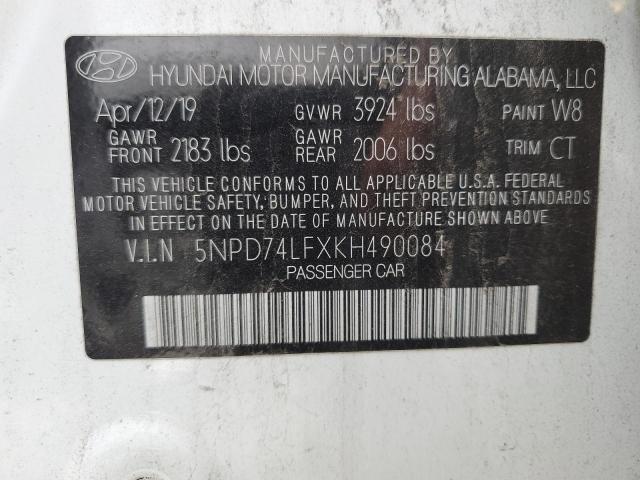 MANUFACTURED BY
HYUNDAI MOTOR MANUFACTURING ALABAMA, LLC
Apr/12/19 GVWR 3924 lbs PAINT W8
GAWR FRONT 2183 lbs GAWR REAR 2006 lbs TRIM CT
THIS VEHICLE CONFORMS TO ALL APPLICABLE U.S.A. FEDERAL
MOTOR VEHICLE SAFETY, BUMPER, AND THEFT PREVENTION STANDARDS
IN EFFECT ON THE DATE OF MANUFACTURE SHOWN ABOVE.
V.I.N 5NPD74LFXKH490084
PASSENGER CAR